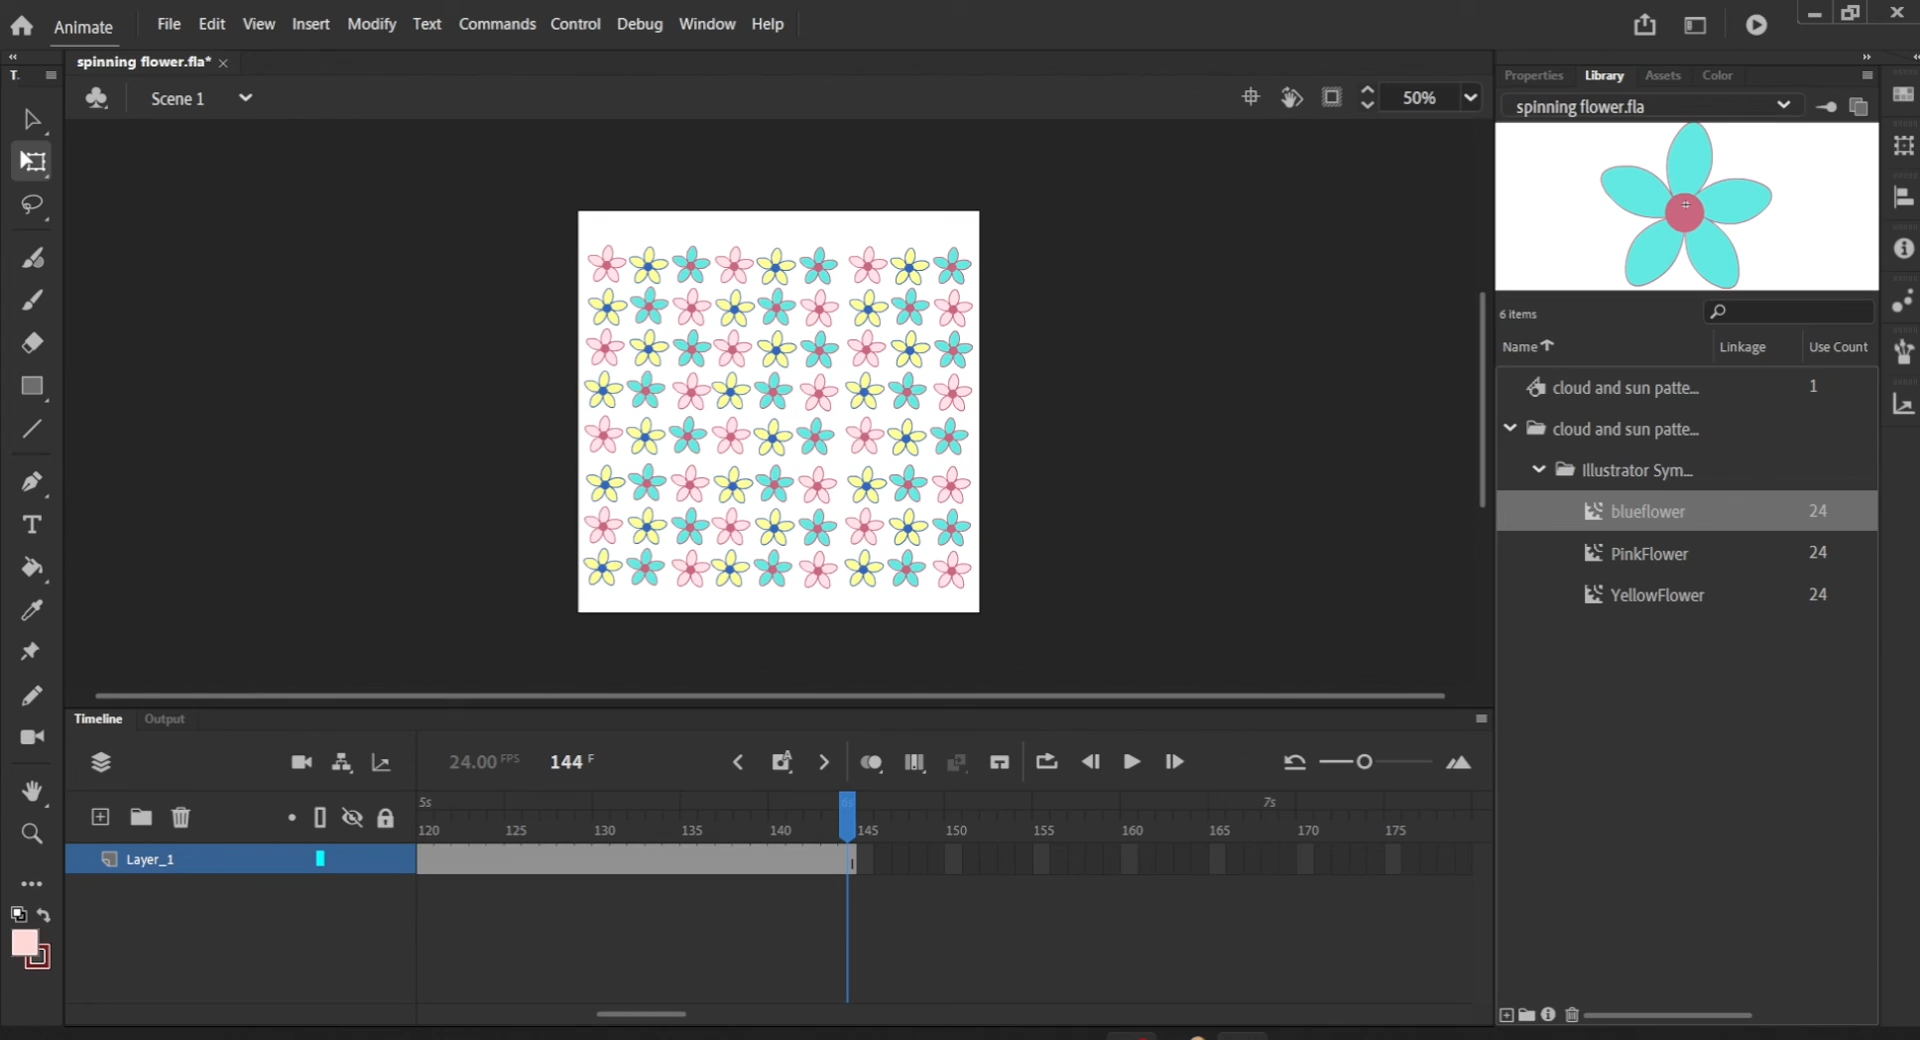 Animate File Edit View Insert Modify Commands Control Debug Window Help
Text
spinning flower.fla*
Scene 1
50%
T.
T
Properties Library Assets Color
spinning flower.fla
6 items
Name Linkage Use Count
cloud and sun patte... 1
cloud and sun patte...
Illustrator Sym...
blueflower 24
PinkFlower 24
YellowFlower 24
Timeline Output
24.00 FPS 144 F
5s 6s 7s
120 125 130 135 140 145 150 155 160 165 170 175
Layer_1